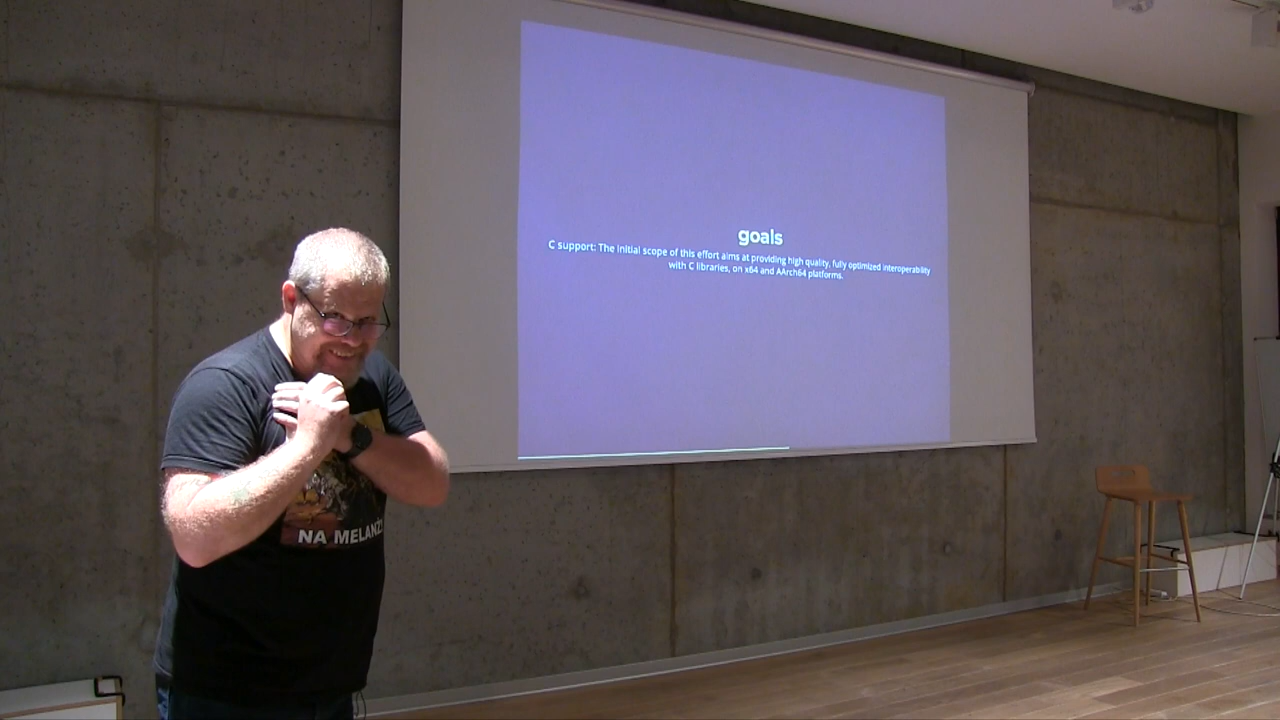 goals
C support: The initial scope of this effort aims at providing high quality, fully optimized interoperability
with C libraries, on x64 and AArch64 platforms.
NA MELANŻ